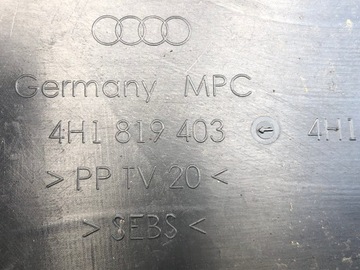 Germany MPC
4H1 819 403 4H1
> PP TV 20 <
> SEBS <